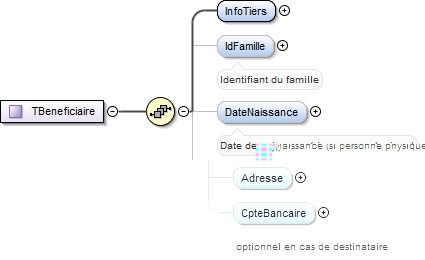 InfoTiers
IdFamille
Identifiant du famille
TBeneficiaire
DateNaissance
Date de naissance (si personne physique
Adresse
CpteBancaire
optionnel en cas de destinataire